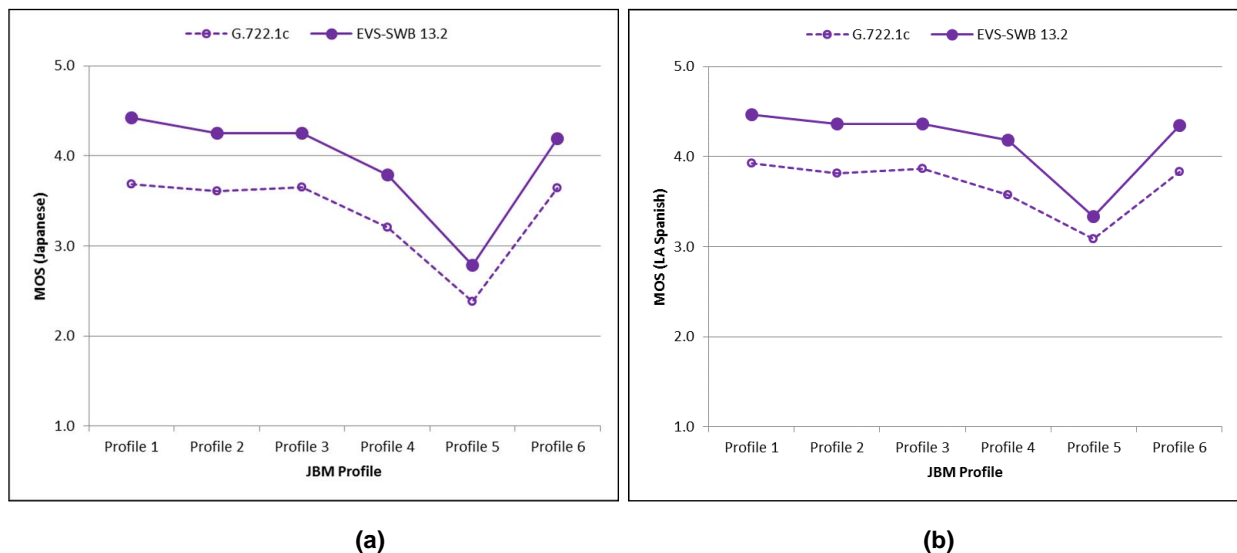 G.722.1c EVS-SWB 13.2
5.0
4.0
3.0
2.0
1.0
MOS (Japanese)
Profile 1 Profile 2 Profile 3 Profile 4 Profile 5 Profile 6
JBM Profile
(a)
G.722.1c EVS-SWB 13.2
5.0
4.0
3.0
2.0
1.0
MOS (LA Spanish)
Profile 1 Profile 2 Profile 3 Profile 4 Profile 5 Profile 6
JBM Profile
(b)